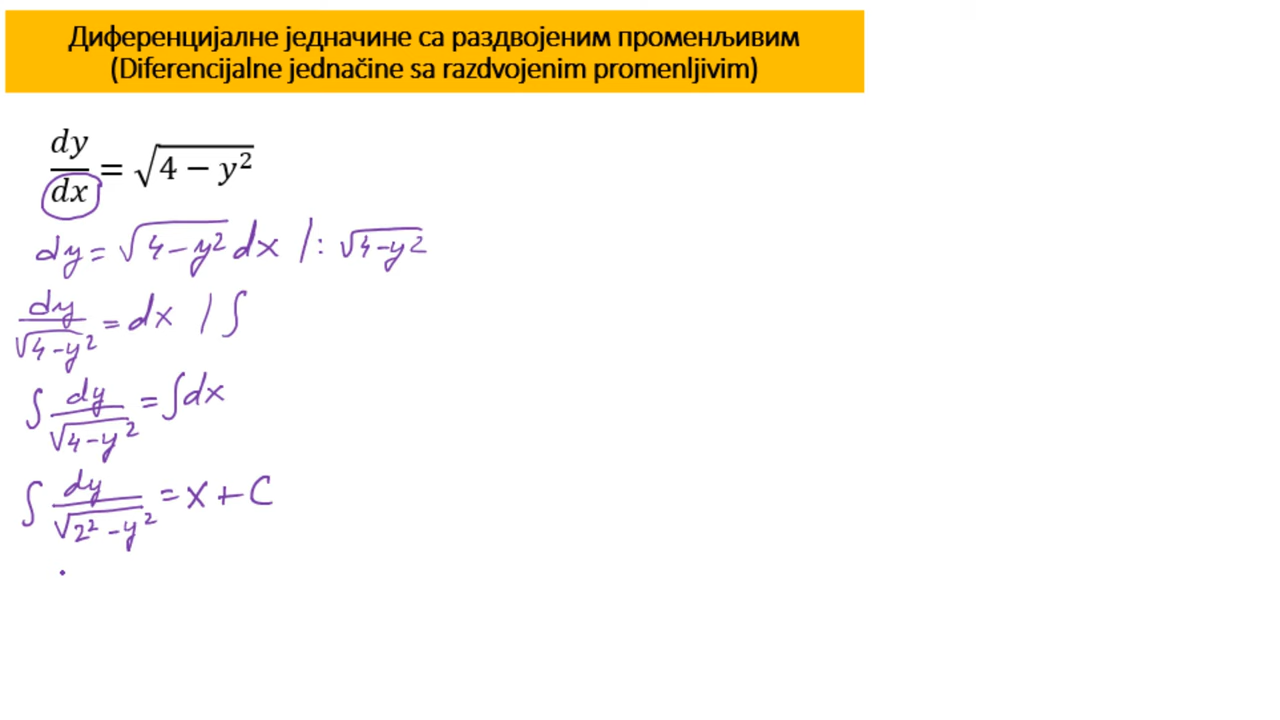 Диференцијалне једначине са раздвојеним променљивим
(Diferencijalne jednačine sa razdvojenim promenljivim)
dy/dx = √(4 − y²)
dy = √(4−y²) dx /: √(4−y²)
dy/√(4−y²) = dx / ∫
∫ dy/√(4−y²) = ∫dx
∫ dy/√(2²−y²) = x + C